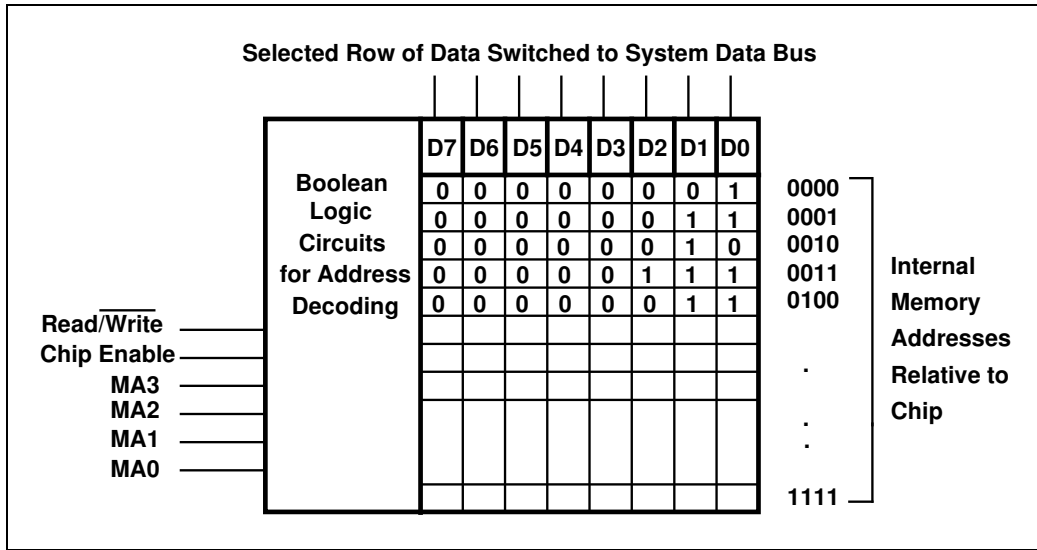 Selected Row of Data Switched to System Data Bus
D7 D6 D5 D4 D3 D2 D1 D0
Boolean 0 0 0 0 0 0 0 1 0000
Logic 0 0 0 0 0 0 1 1 0001
Circuits 0 0 0 0 0 0 1 0 0010
for Address 0 0 0 0 0 1 1 1 0011
Decoding 0 0 0 0 0 0 1 1 0100
Internal
Memory
Addresses
Relative to
Chip
.
.
.
1111
Read/Write
Chip Enable
MA3
MA2
MA1
MA0